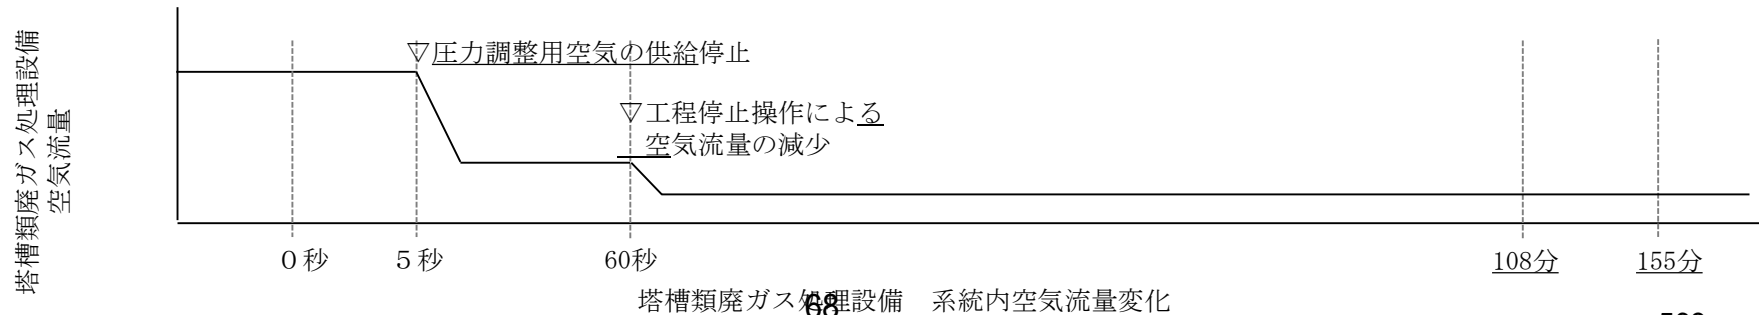 塔槽類廃ガス処理設備
空気流量
▽圧力調整用空気の供給停止
▽工程停止操作による
空気流量の減少
0秒
5秒
60秒
108分
155分
塔槽類廃ガス処理設備　系統内空気流量変化
68